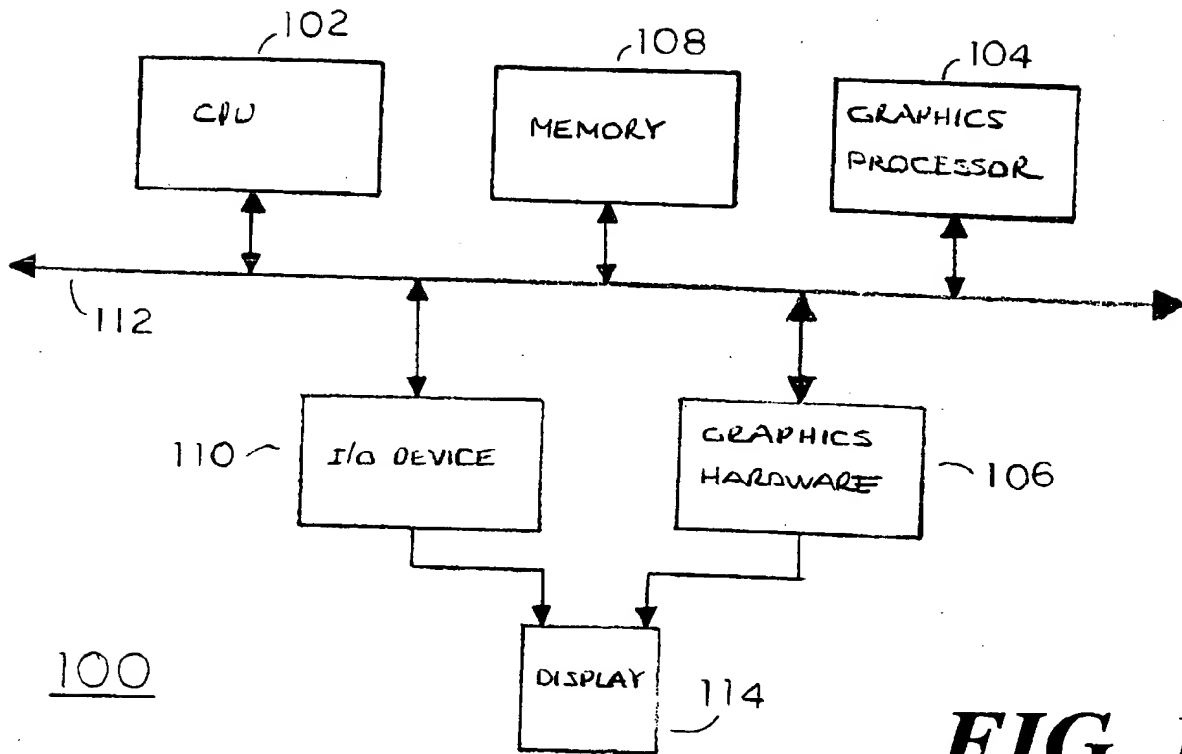 102
108
104
CPU
MEMORY
GRAPHICS
PROCESSOR
112
110
I/O DEVICE
GRAPHICS
HARDWARE
106
DISPLAY
114
100
FIG.